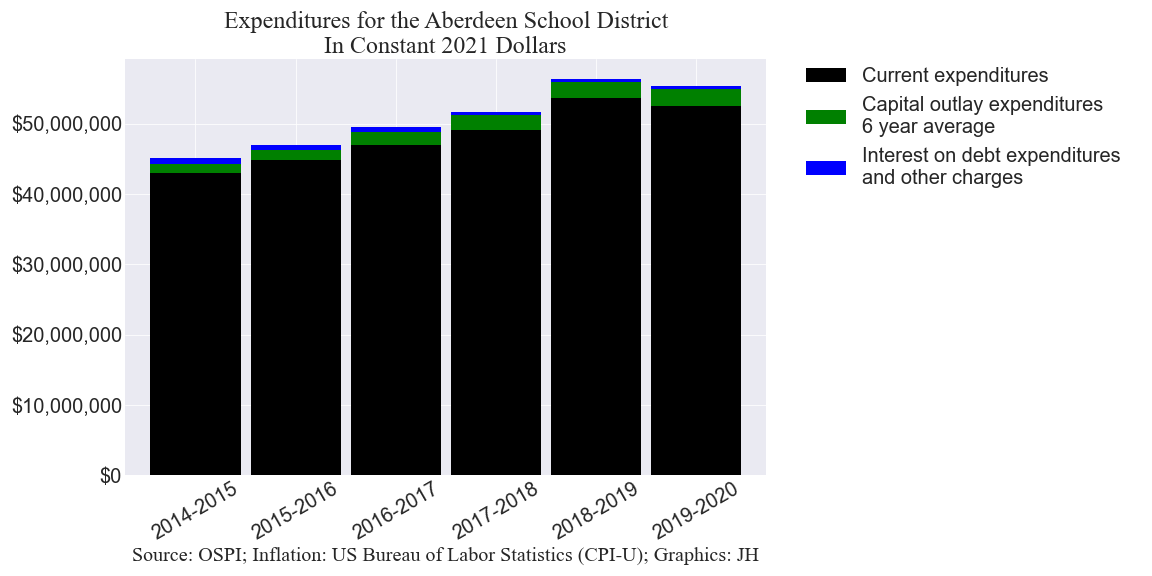 Expenditures for the Aberdeen School District
In Constant 2021 Dollars
Current expenditures
Capital outlay expenditures
6 year average
Interest on debt expenditures
and other charges
$50,000,000
$40,000,000
$30,000,000
$20,000,000
$10,000,000
$0
2014-2015
2015-2016
2016-2017
2017-2018
2018-2019
2019-2020
Source: OSPI; Inflation: US Bureau of Labor Statistics (CPI-U); Graphics: JH